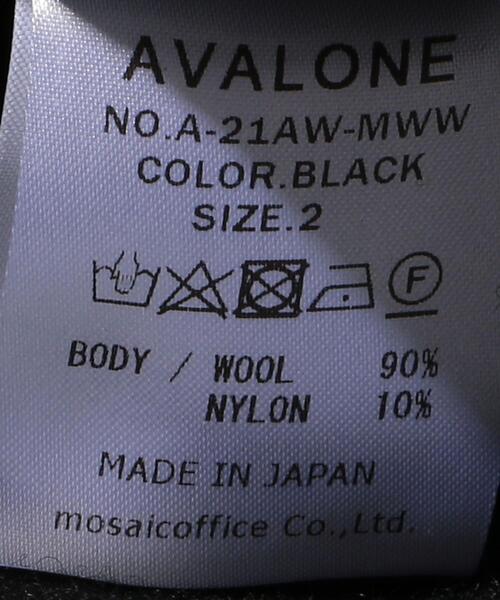 AVALONE
NO.A-21AW-MWW
COLOR.BLACK
SIZE.2
F
BODY / WOOL 90%
NYLON 10%
MADE IN JAPAN
mosaicoffice Co.,Ltd.